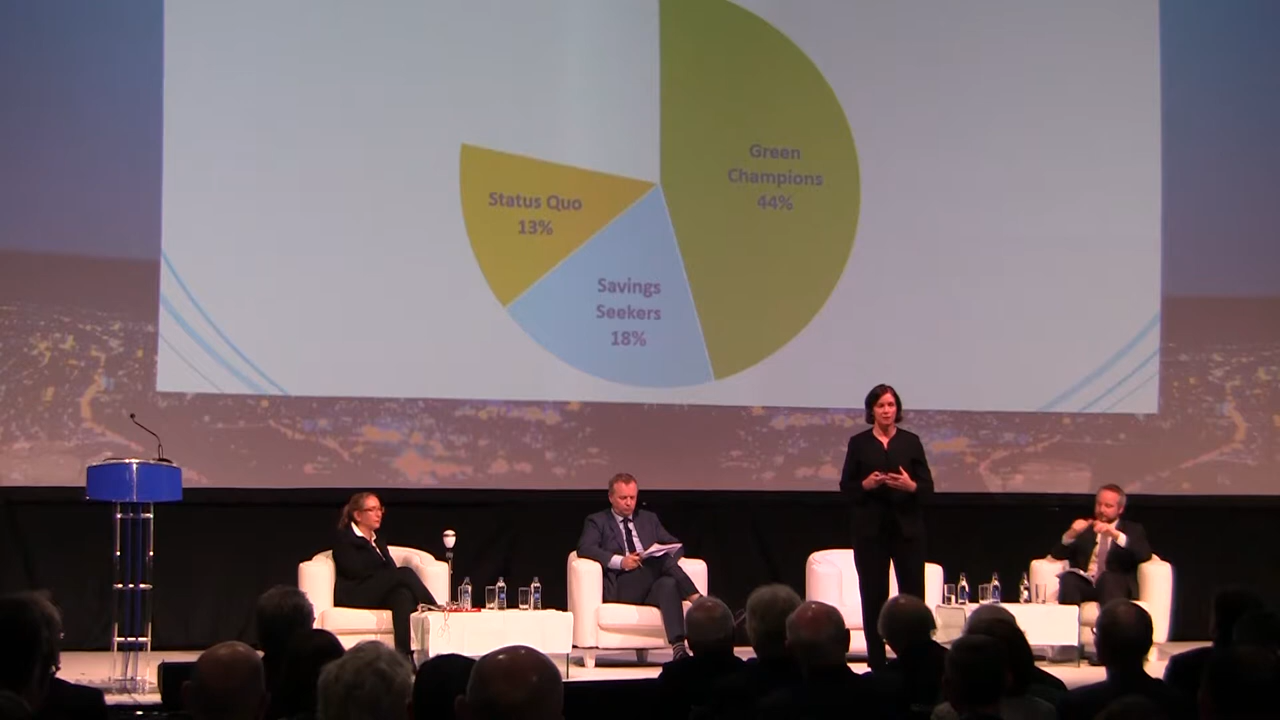 Green
Champions
44%
Status Quo
13%
Savings
Seekers
18%